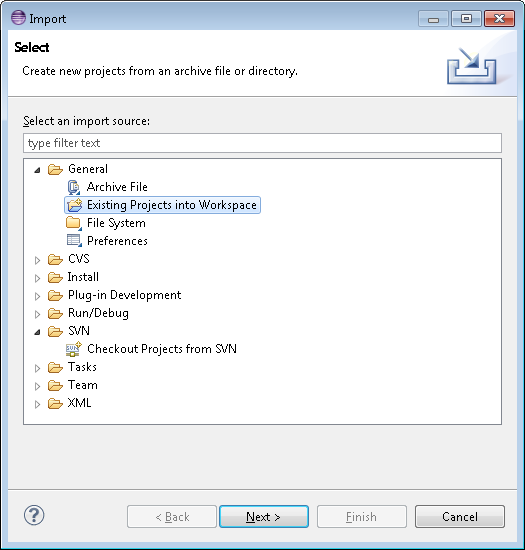 Import
Select
Create new projects from an archive file or directory.
Select an import source:
type filter text
General
Archive File
Existing Projects into Workspace
File System
Preferences
CVS
Install
Plug-in Development
Run/Debug
SVN
SVN Checkout Projects from SVN
Tasks
Team
XML
? < Back Next > Finish Cancel